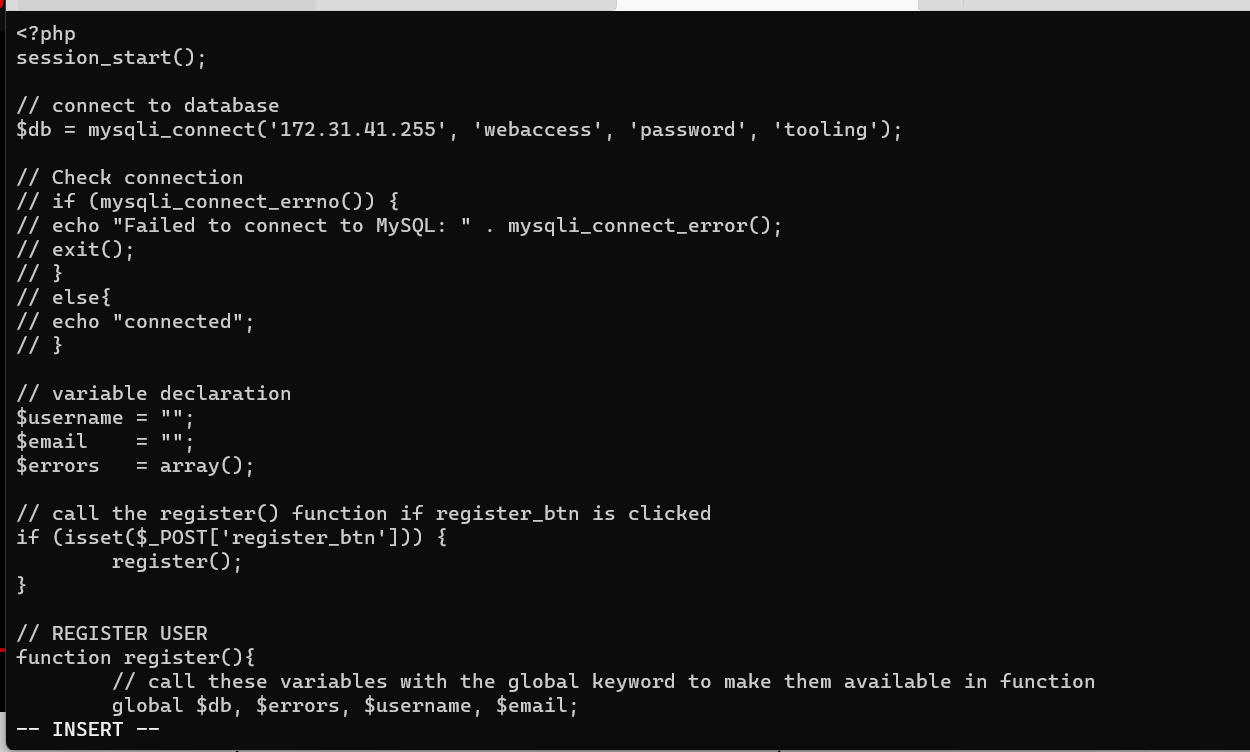 <?php
session_start();

// connect to database
$db = mysqli_connect('172.31.41.255', 'webaccess', 'password', 'tooling');

// Check connection
// if (mysqli_connect_errno()) {
// echo "Failed to connect to MySQL: " . mysqli_connect_error();
// exit();
// }
// else{
// echo "connected";
// }

// variable declaration
$username = "";
$email    = "";
$errors   = array();

// call the register() function if register_btn is clicked
if (isset($_POST['register_btn'])) {
        register();
}

// REGISTER USER
function register(){
        // call these variables with the global keyword to make them available in function
        global $db, $errors, $username, $email;
-- INSERT --